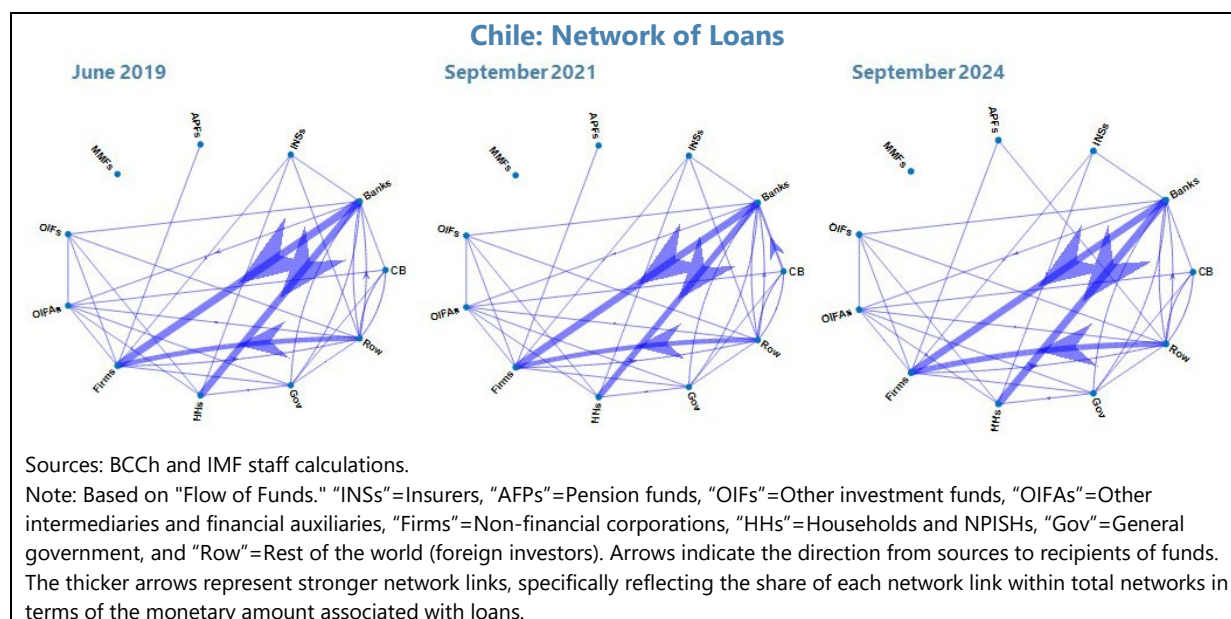 Chile: Network of Loans
June 2019
September 2021
September 2024
MMFs
APFs
INSs
Banks
CB
Row
Gov
HHs
Firms
OIFAs
OIFs
MMFs
APFs
INSs
Banks
CB
Row
Gov
HHs
Firms
OIFAs
OIFs
MMFs
APFs
INSs
Banks
CB
Row
Gov
HHs
Firms
OIFAs
OIFs
Sources: BCCh and IMF staff calculations.
Note: Based on "Flow of Funds." “INSs”=Insurers, “AFPs”=Pension funds, “OIFs”=Other investment funds, “OIFAs”=Other
intermediaries and financial auxiliaries, “Firms”=Non-financial corporations, “HHs”=Households and NPISHs, “Gov”=General
government, and “Row”=Rest of the world (foreign investors). Arrows indicate the direction from sources to recipients of funds.
The thicker arrows represent stronger network links, specifically reflecting the share of each network link within total networks in
terms of the monetary amount associated with loans.